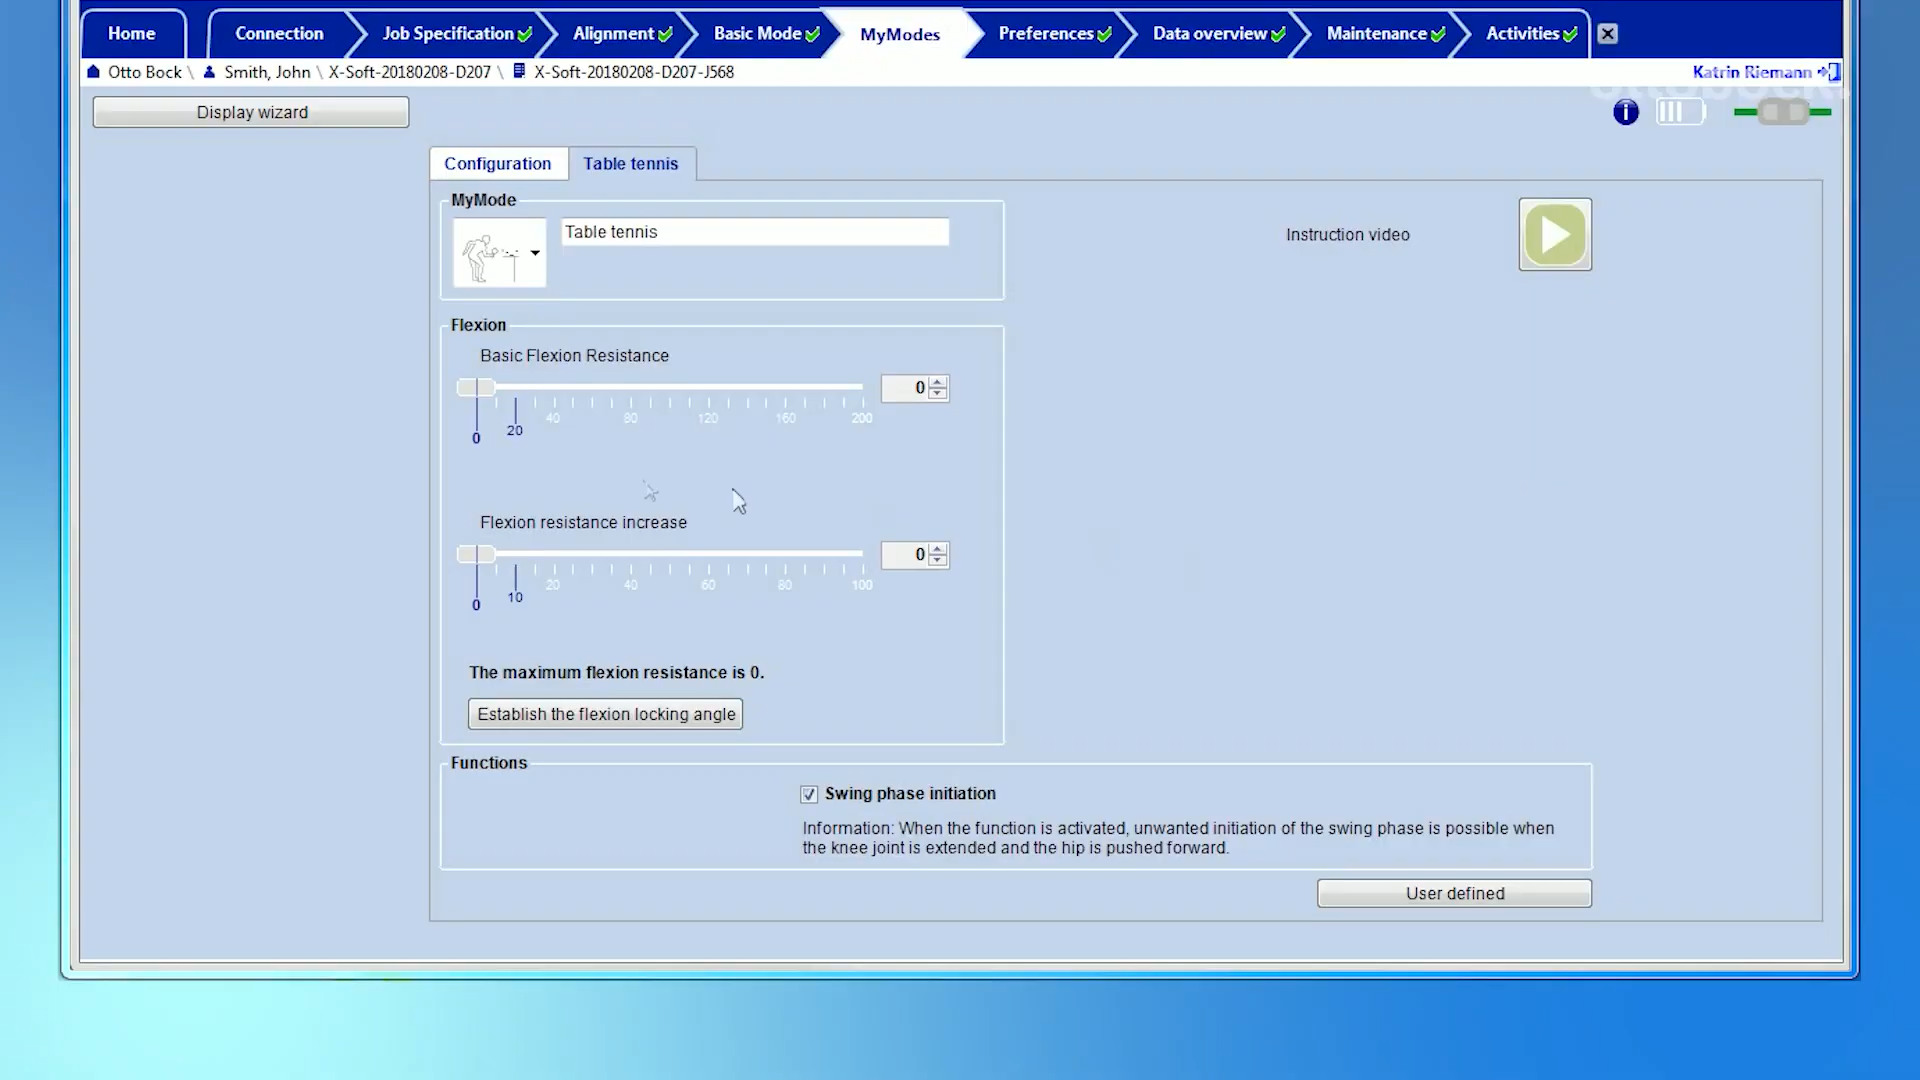 Home
Connection
Job Specification
Alignment
Basic Mode
MyModes
Preferences
Data overview
Maintenance
Activities
Otto Bock \ Smith, John \ X-Soft-20180208-D207 \ X-Soft-20180208-D207-J568
Katrin Riemann
ottobock.
Display wizard
Configuration
Table tennis
MyMode
Table tennis
Instruction video
Flexion
Basic Flexion Resistance
0
40 80 120 160 200
0 20
Flexion resistance increase
0
20 40 60 80 100
0 10
The maximum flexion resistance is 0.
Establish the flexion locking angle
Functions
Swing phase initiation
Information: When the function is activated, unwanted initiation of the swing phase is possible when
the knee joint is extended and the hip is pushed forward.
User defined